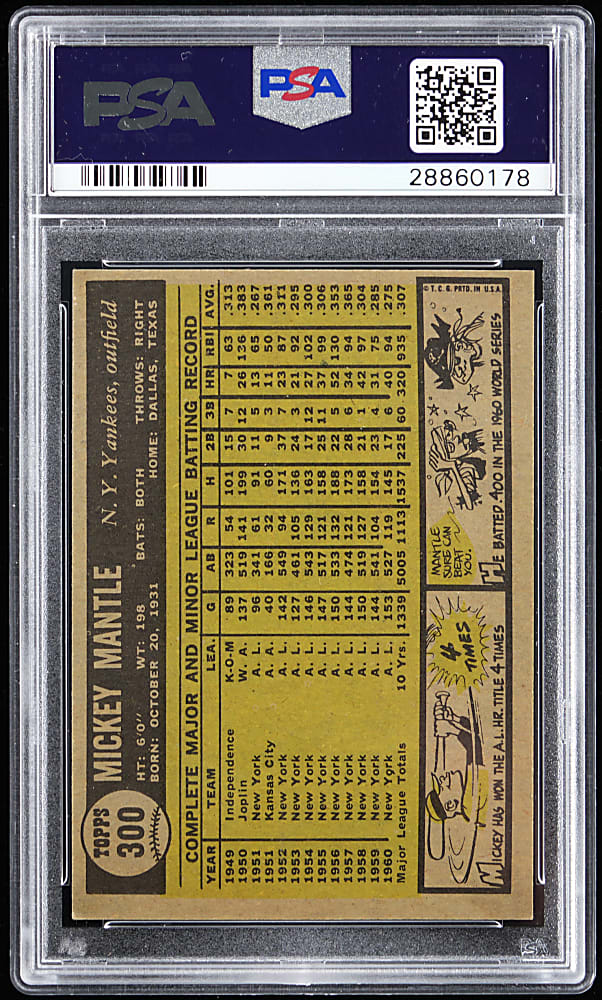 PSA
PSA
28860178
TOPPS
300
MICKEY MANTLE N. Y. Yankees, outfield
HT: 6'0" WT: 198 BATS: BOTH THROWS: RIGHT
BORN: OCTOBER 20, 1931 HOME: DALLAS, TEXAS
COMPLETE MAJOR AND MINOR LEAGUE BATTING RECORD
YEAR TEAM LEA. G AB R H 2B 3B HR RBI AVG.
1949 Independence K-O-M 89 323 54 101 15 7 7 63 .313
1950 Joplin W. A. 137 519 141 199 30 12 26 136 .383
1951 New York A. L. 96 341 61 91 11 5 13 65 .267
1951 Kansas City A. A. 40 166 32 60 9 3 11 50 .361
1952 New York A. L. 142 549 94 171 37 7 23 87 .311
1953 New York A. L. 127 461 105 136 24 3 21 92 .295
1954 New York A. L. 146 543 129 163 17 12 27 102 .300
1955 New York A. L. 147 517 121 158 25 11 37 99 .306
1956 New York A. L. 150 533 132 188 22 5 52 130 .353
1957 New York A. L. 144 474 121 173 28 6 34 94 .365
1958 New York A. L. 150 519 127 158 21 1 42 97 .304
1959 New York A. L. 144 541 104 154 23 4 31 75 .285
1960 New York A. L. 153 527 119 145 17 6 40 94 .275
Major League Totals 10 Yrs. 1339 5005 1113 1537 225 60 320 935 .307
4
TIMES
MICKEY HAS WON THE A.L. HR. TITLE 4 TIMES
MANTLE
SURE CAN
BEAT
YOU.
HE BATTED .400 IN THE 1960 WORLD SERIES
© T. C. G. PRTD. IN U.S.A.